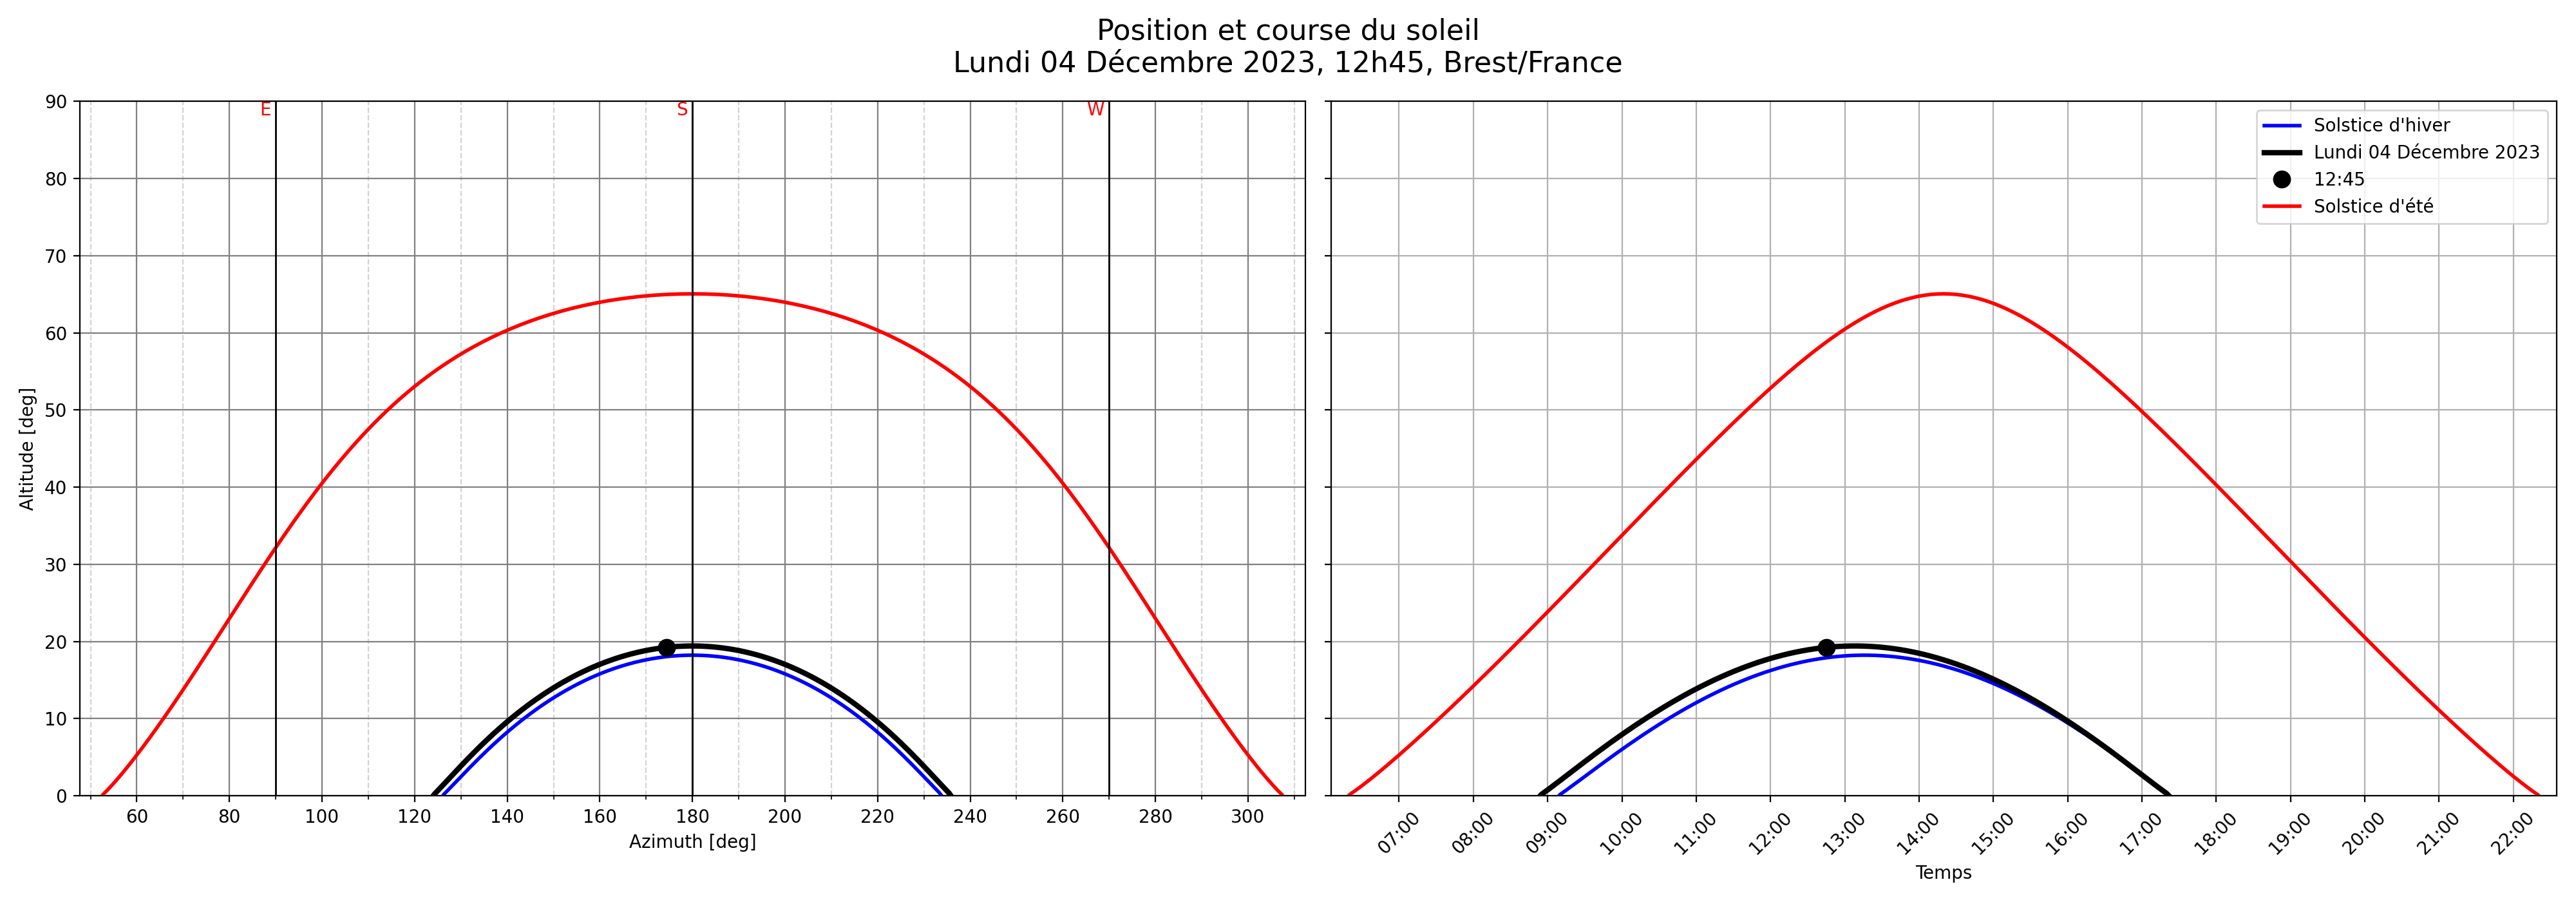 Position et course du soleil
Lundi 04 Décembre 2023, 12h45, Brest/France
E
S
W
90
80
70
60
50
40
30
20
10
0
Altitude [deg]
60 80 100 120 140 160 180 200 220 240 260 280 300
Azimuth [deg]
Solstice d'hiver
Lundi 04 Décembre 2023
12:45
Solstice d'été
07:00 08:00 09:00 10:00 11:00 12:00 13:00 14:00 15:00 16:00 17:00 18:00 19:00 20:00 21:00 22:00
Temps